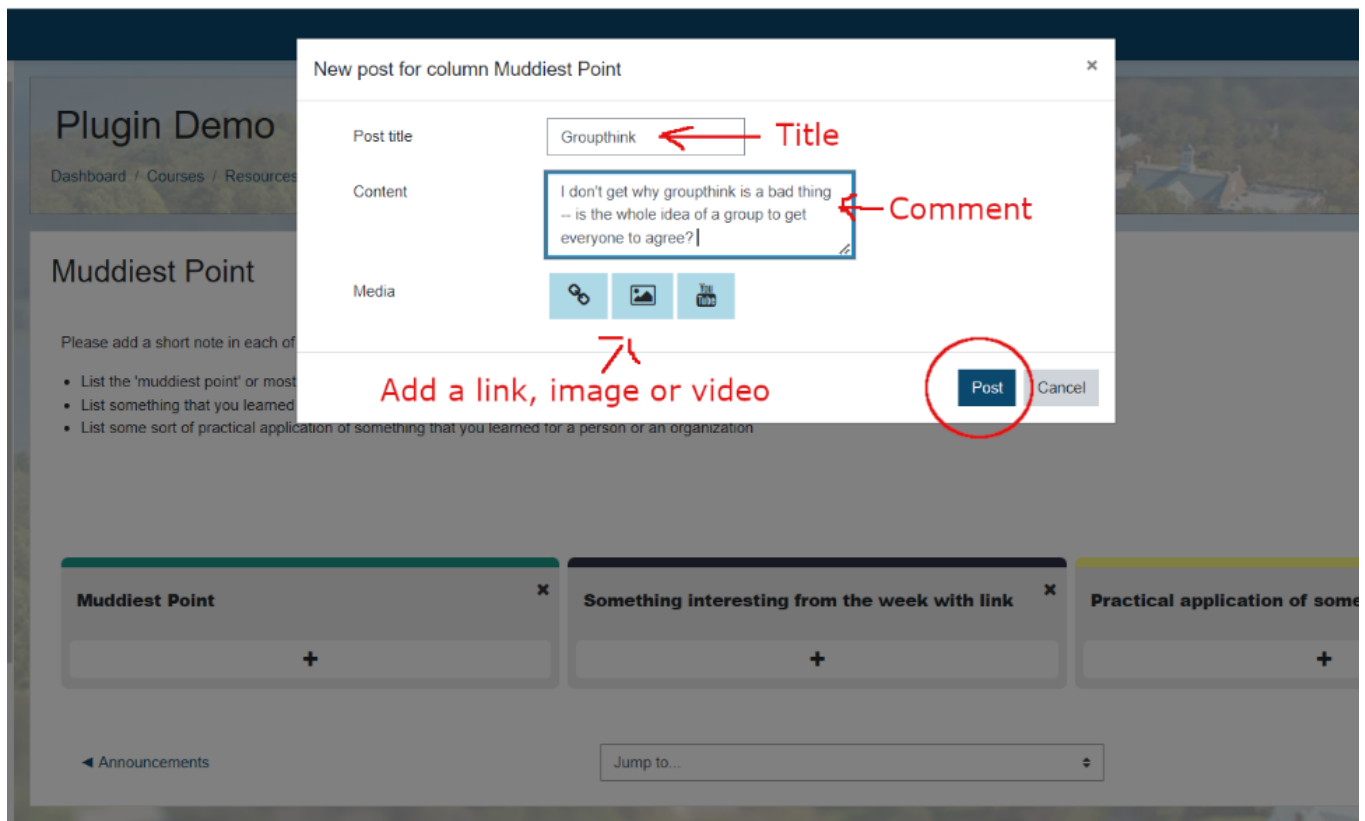 New post for column Muddiest Point ×
Plugin Demo
Dashboard / Courses / Resources
Post title
Groupthink
Title
Content
I don't get why groupthink is a bad thing
-- is the whole idea of a group to get
everyone to agree?
Comment
Media
You
Tube
Add a link, image or video
Post
Cancel
Muddiest Point
Please add a short note in each of
• List the 'muddiest point' or most
• List something that you learned
• List some sort of practical application of something that you learned for a person or an organization
Muddiest Point ×
+
Something interesting from the week with link ×
+
Practical application of some
+
◄ Announcements
Jump to...